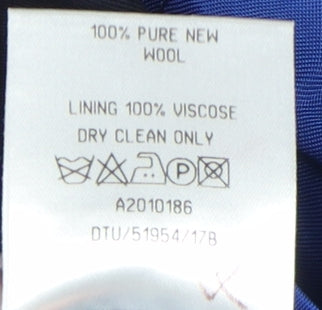 100% PURE NEW
WOOL
LINING 100% VISCOSE
DRY CLEAN ONLY
P
A2010186
DTU/51954/17B